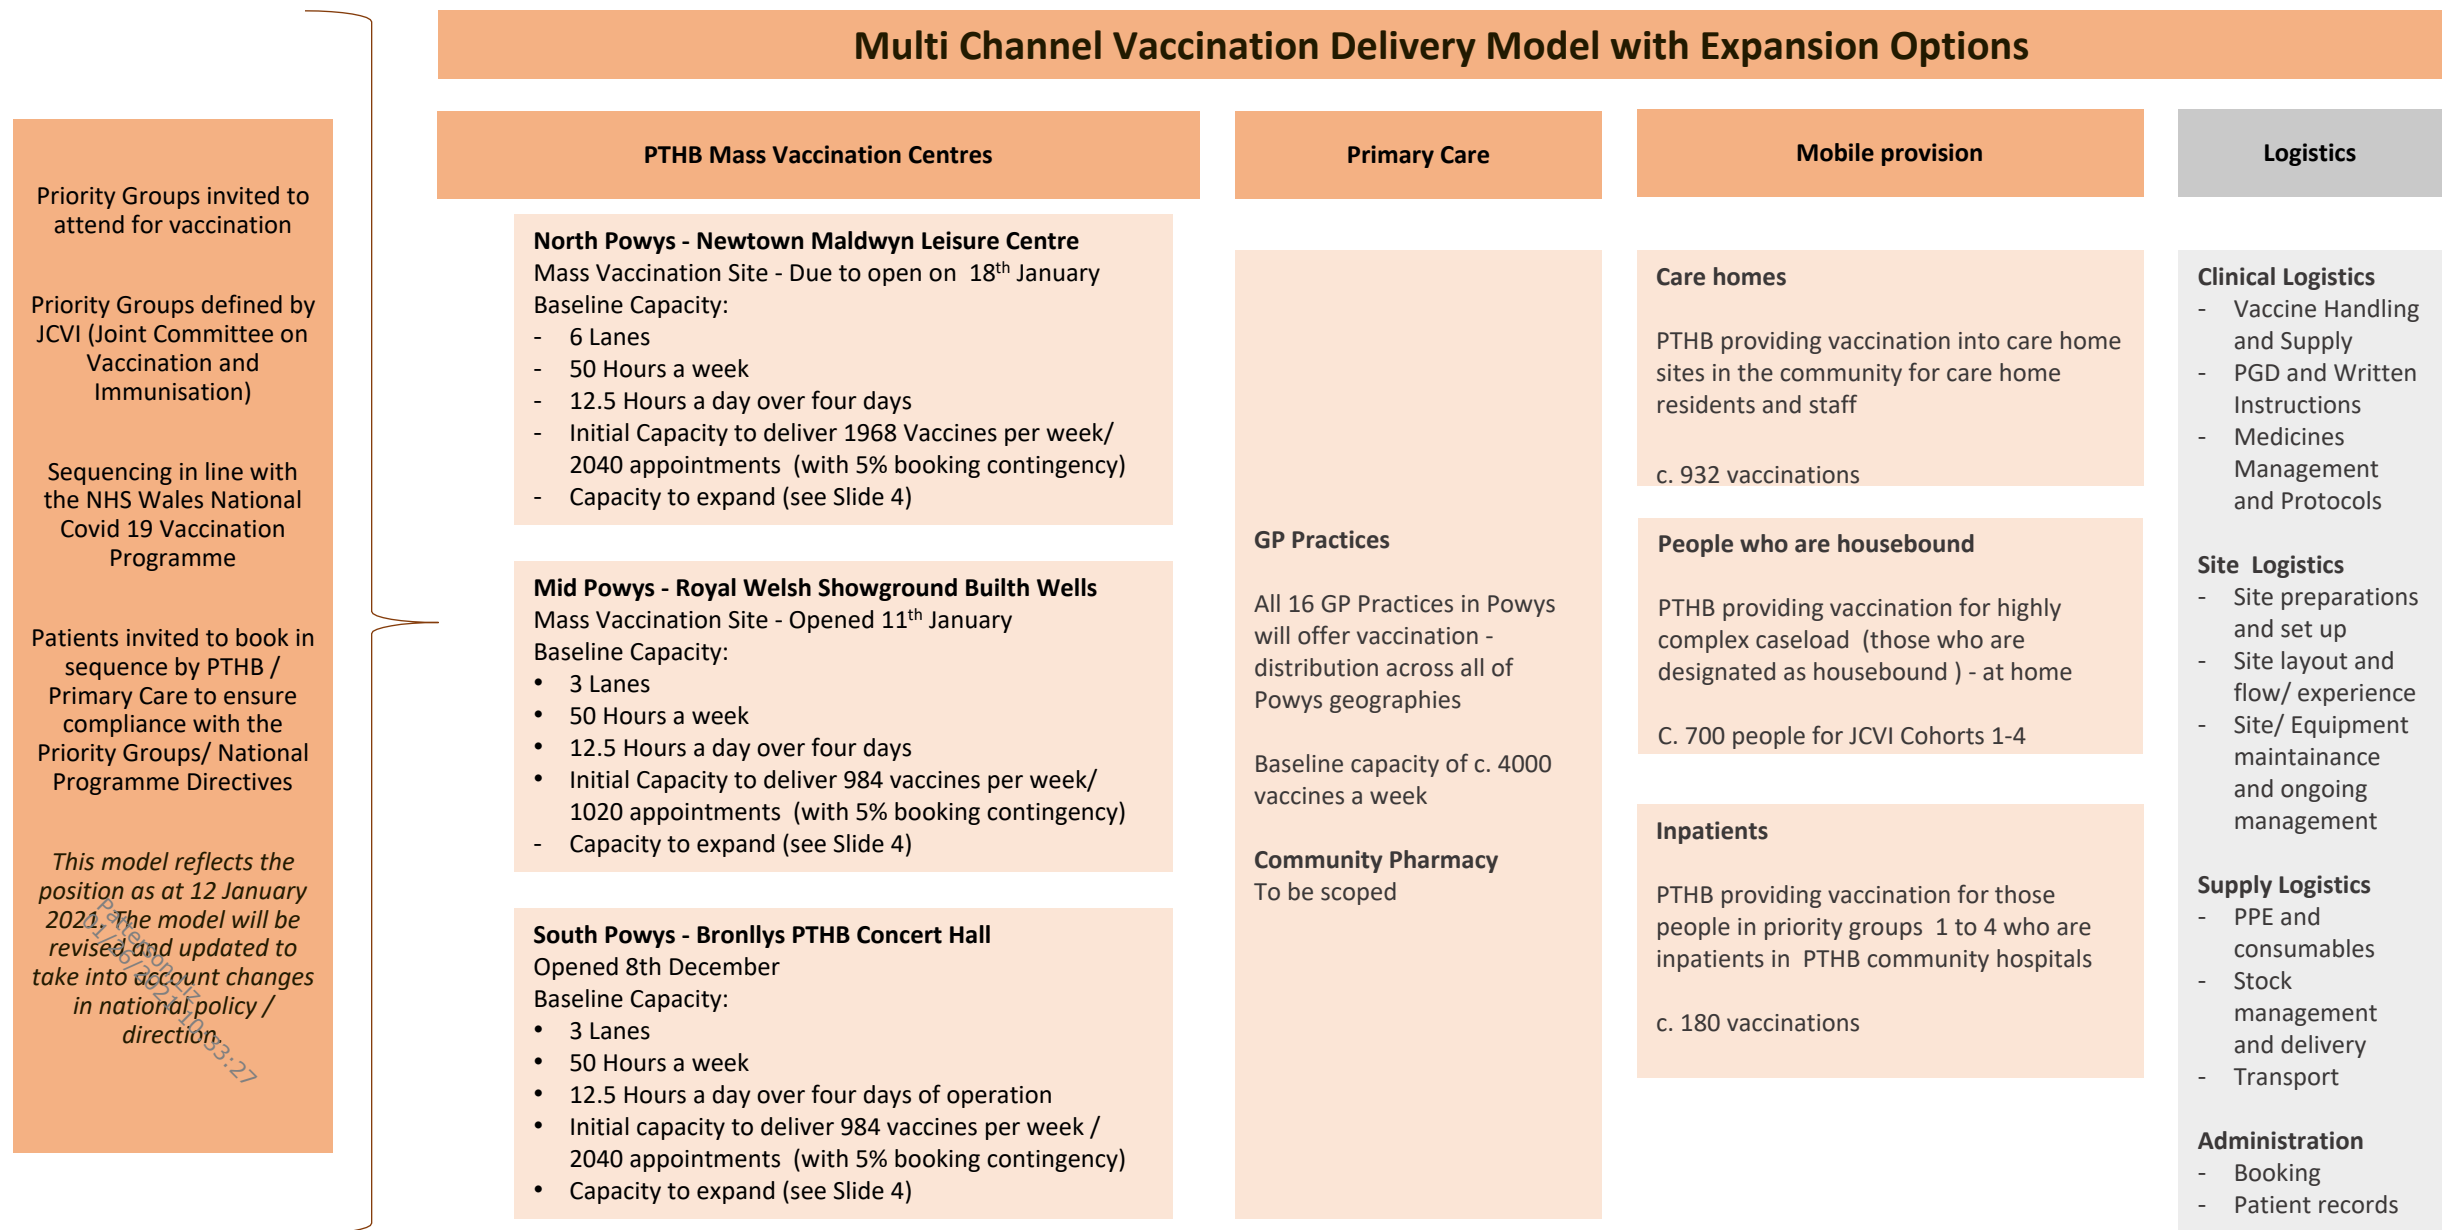 Multi Channel Vaccination Delivery Model with Expansion Options
Priority Groups invited to
attend for vaccination
Priority Groups defined by
JCVI (Joint Committee on
Vaccination and
Immunisation)
Sequencing in line with
the NHS Wales National
Covid 19 Vaccination
Programme
Patients invited to book in
sequence by PTHB /
Primary Care to ensure
compliance with the
Priority Groups/ National
Programme Directives
This model reflects the
position as at 12 January
2021. The model will be
revised and updated to
take into account changes
in national policy /
direction.
Patterson,Liz
01/26/2021 10:33:27
PTHB Mass Vaccination Centres
North Powys - Newtown Maldwyn Leisure Centre
Mass Vaccination Site - Due to open on 18th January
Baseline Capacity:
- 6 Lanes
- 50 Hours a week
- 12.5 Hours a day over four days
- Initial Capacity to deliver 1968 Vaccines per week/
2040 appointments (with 5% booking contingency)
- Capacity to expand (see Slide 4)
Mid Powys - Royal Welsh Showground Builth Wells
Mass Vaccination Site - Opened 11th January
Baseline Capacity:
• 3 Lanes
• 50 Hours a week
• 12.5 Hours a day over four days
• Initial Capacity to deliver 984 vaccines per week/
1020 appointments (with 5% booking contingency)
- Capacity to expand (see Slide 4)
South Powys - Bronllys PTHB Concert Hall
Opened 8th December
Baseline Capacity:
• 3 Lanes
• 50 Hours a week
• 12.5 Hours a day over four days of operation
• Initial capacity to deliver 984 vaccines per week /
2040 appointments (with 5% booking contingency)
• Capacity to expand (see Slide 4)
Primary Care
GP Practices
All 16 GP Practices in Powys
will offer vaccination -
distribution across all of
Powys geographies
Baseline capacity of c. 4000
vaccines a week
Community Pharmacy
To be scoped
Mobile provision
Care homes
PTHB providing vaccination into care home
sites in the community for care home
residents and staff
c. 932 vaccinations
People who are housebound
PTHB providing vaccination for highly
complex caseload (those who are
designated as housebound ) - at home
C. 700 people for JCVI Cohorts 1-4
Inpatients
PTHB providing vaccination for those
people in priority groups 1 to 4 who are
inpatients in PTHB community hospitals
c. 180 vaccinations
Logistics
Clinical Logistics
- Vaccine Handling
and Supply
- PGD and Written
Instructions
- Medicines
Management
and Protocols
Site Logistics
- Site preparations
and set up
- Site layout and
flow/ experience
- Site/ Equipment
maintainance
and ongoing
management
Supply Logistics
- PPE and
consumables
- Stock
management
and delivery
- Transport
Administration
- Booking
- Patient records